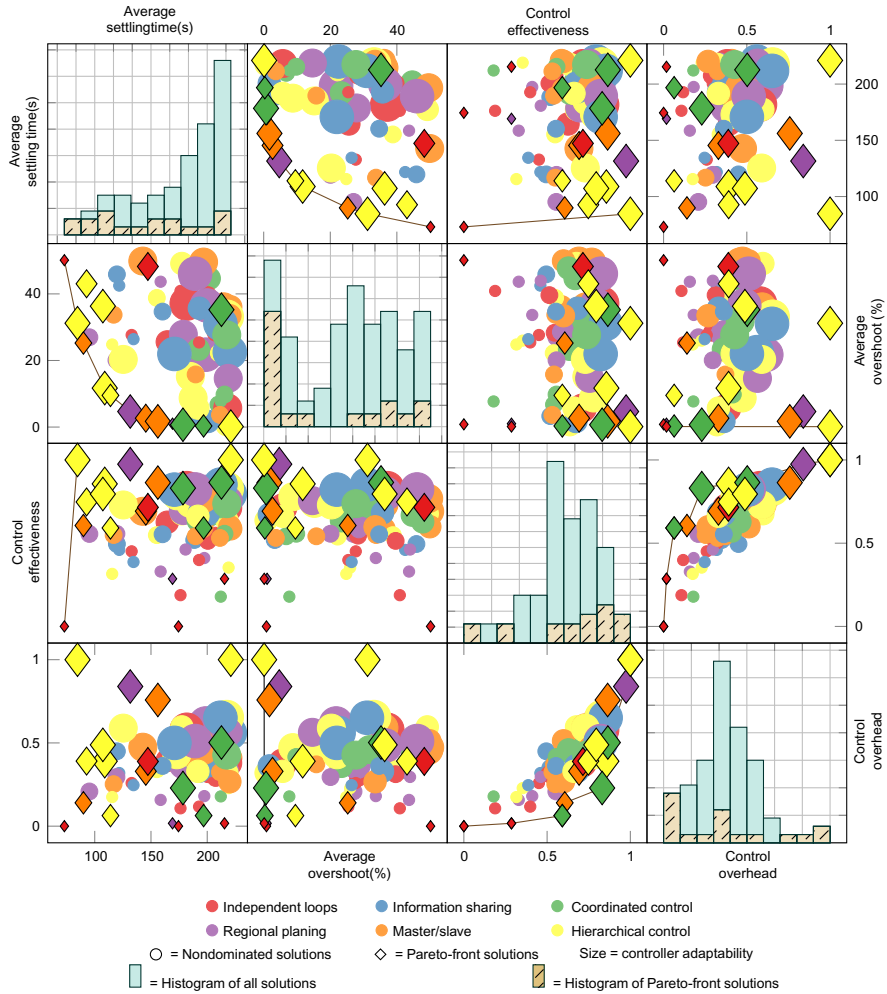 Average
settlingtime(s)
0 20 40
Control
effectiveness
0 1
Average
settling time(s)
200
100
40
20
0
Average
overshoot (%)
Control
effectiveness
1
0.5
0
1
0.5
0
Control
overhead
100 150 200
Average
overshoot(%)
0 0.5 1
Control
overhead
Independent loops Information sharing Coordinated control
Regional planing Master/slave Hierarchical control
= Nondominated solutions = Pareto-front solutions Size = controller adaptability
= Histogram of all solutions = Histogram of Pareto-front solutions